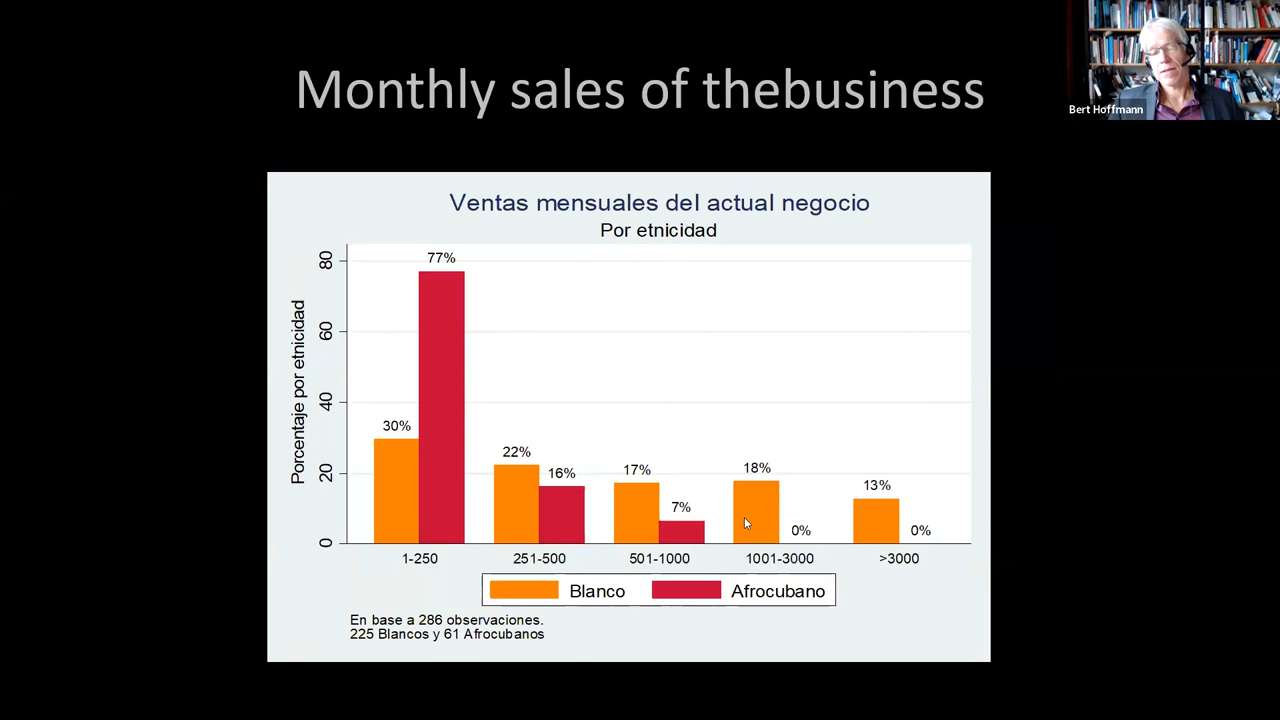 Monthly sales of thebusiness
Bert Hoffmann
Ventas mensuales del actual negocio
Por etnicidad
Porcentaje por etnicidad
80
60
40
20
0
30%
77%
22%
16%
17%
7%
18%
0%
13%
0%
1-250
251-500
501-1000
1001-3000
>3000
Blanco
Afrocubano
En base a 286 observaciones.
225 Blancos y 61 Afrocubanos